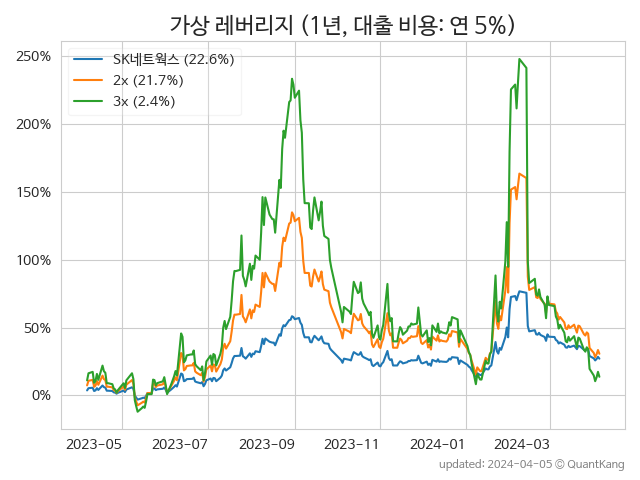 가상 레버리지 (1년, 대출 비용: 연 5%)
SK네트웍스 (22.6%)
2x (21.7%)
3x (2.4%)
250%
200%
150%
100%
50%
0%
2023-05 2023-07 2023-09 2023-11 2024-01 2024-03
updated: 2024-04-05 © QuantKang